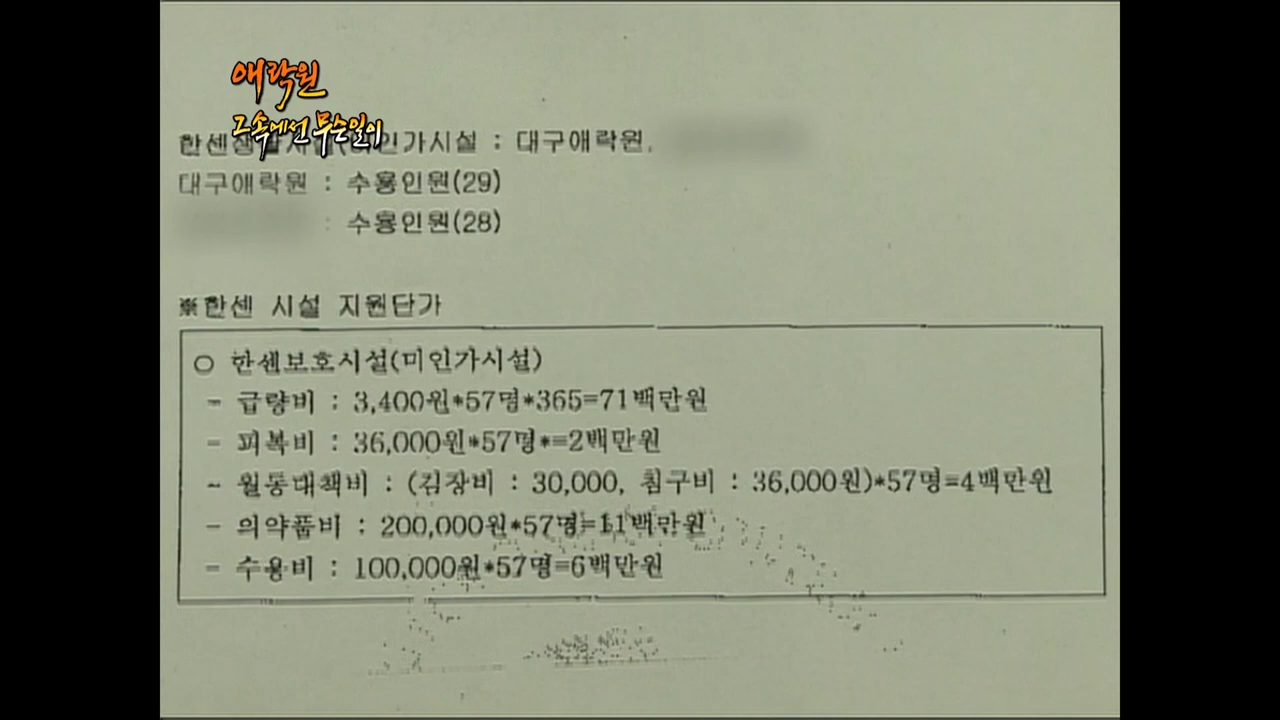 애락원
그속에선 무슨일이
한센생활시설(미인가시설 : 대구애락원,
대구애락원 : 수용인원(29)
: 수용인원(28)
※한센 시설 지원단가
○ 한센보호시설(미인가시설)
- 급량비 : 3,400원*57명*365=71백만원
- 피복비 : 36,000원*57명*=2백만원
- 월동대책비 : (김장비 : 30,000, 침구비 : 36,000원)*57명=4백만원
- 의약품비 : 200,000원*57명=11백만원
- 수용비 : 100,000원*57명=6백만원